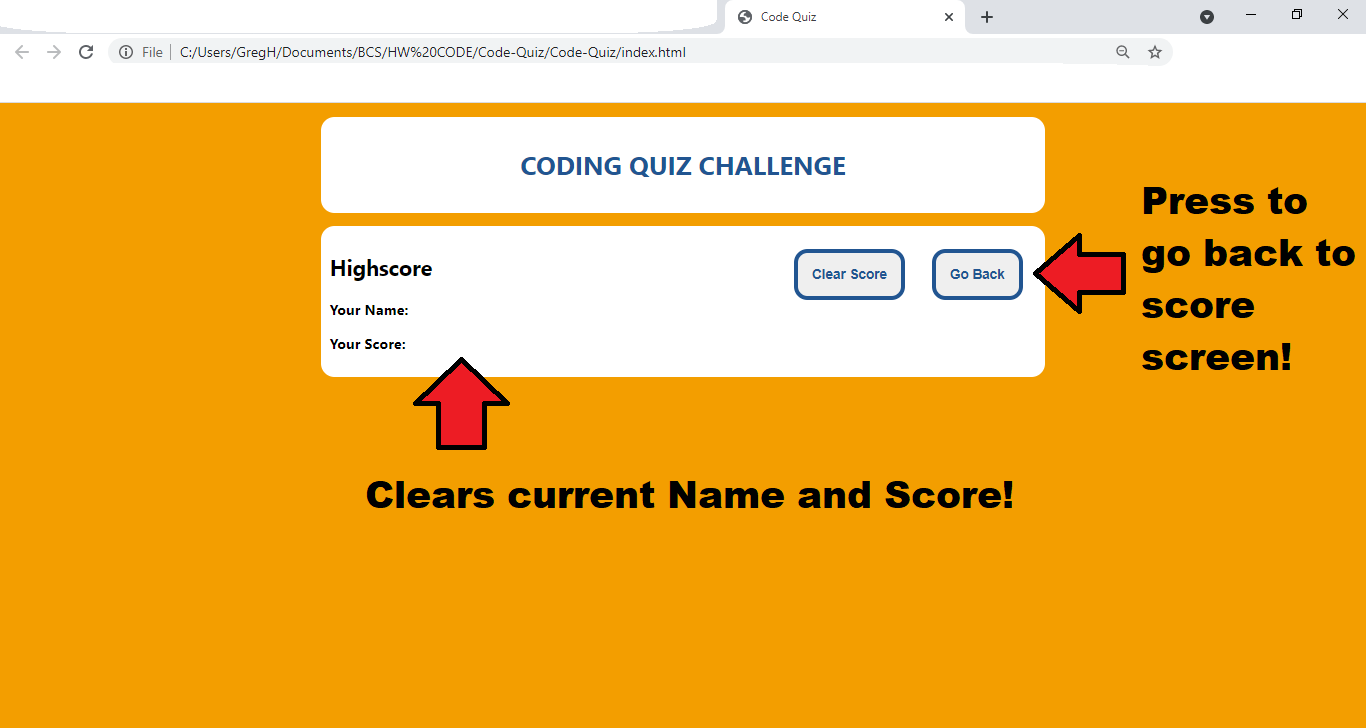 Code Quiz
File
C:/Users/GregH/Documents/BCS/HW%20CODE/Code-Quiz/Code-Quiz/index.html
CODING QUIZ CHALLENGE
Highscore
Clear Score
Go Back
Your Name:
Your Score:
Press to
go back to
score
screen!
Clears current Name and Score!